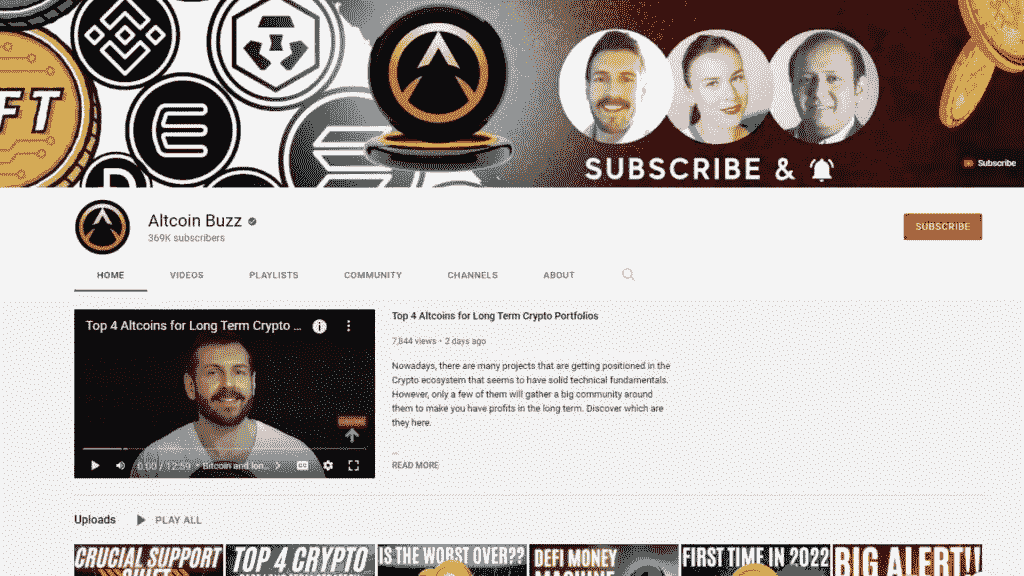 FT
SUBSCRIBE &
Subscribe
Altcoin Buzz
369K subscribers
SUBSCRIBE
HOME VIDEOS PLAYLISTS COMMUNITY CHANNELS ABOUT
Top 4 Altcoins for Long Term Crypto ...
0:00 / 12:59 • Bitcoin and lon...
CC
Top 4 Altcoins for Long Term Crypto Portfolios
7,844 views • 2 days ago
Nowadays, there are many projects that are getting positioned in the
Crypto ecosystem that seems to have solid technical fundamentals.
However, only a few of them will gather a big community around
them to make you have profits in the long term. Discover which are
they here.
...
READ MORE
Uploads PLAY ALL
CRUCIAL SUPPORT
TOP 4 CRYPTO
IS THE WORST OVER??
DEFI MONEY
MACHINE
FIRST TIME IN 2022
BIG ALERT!!